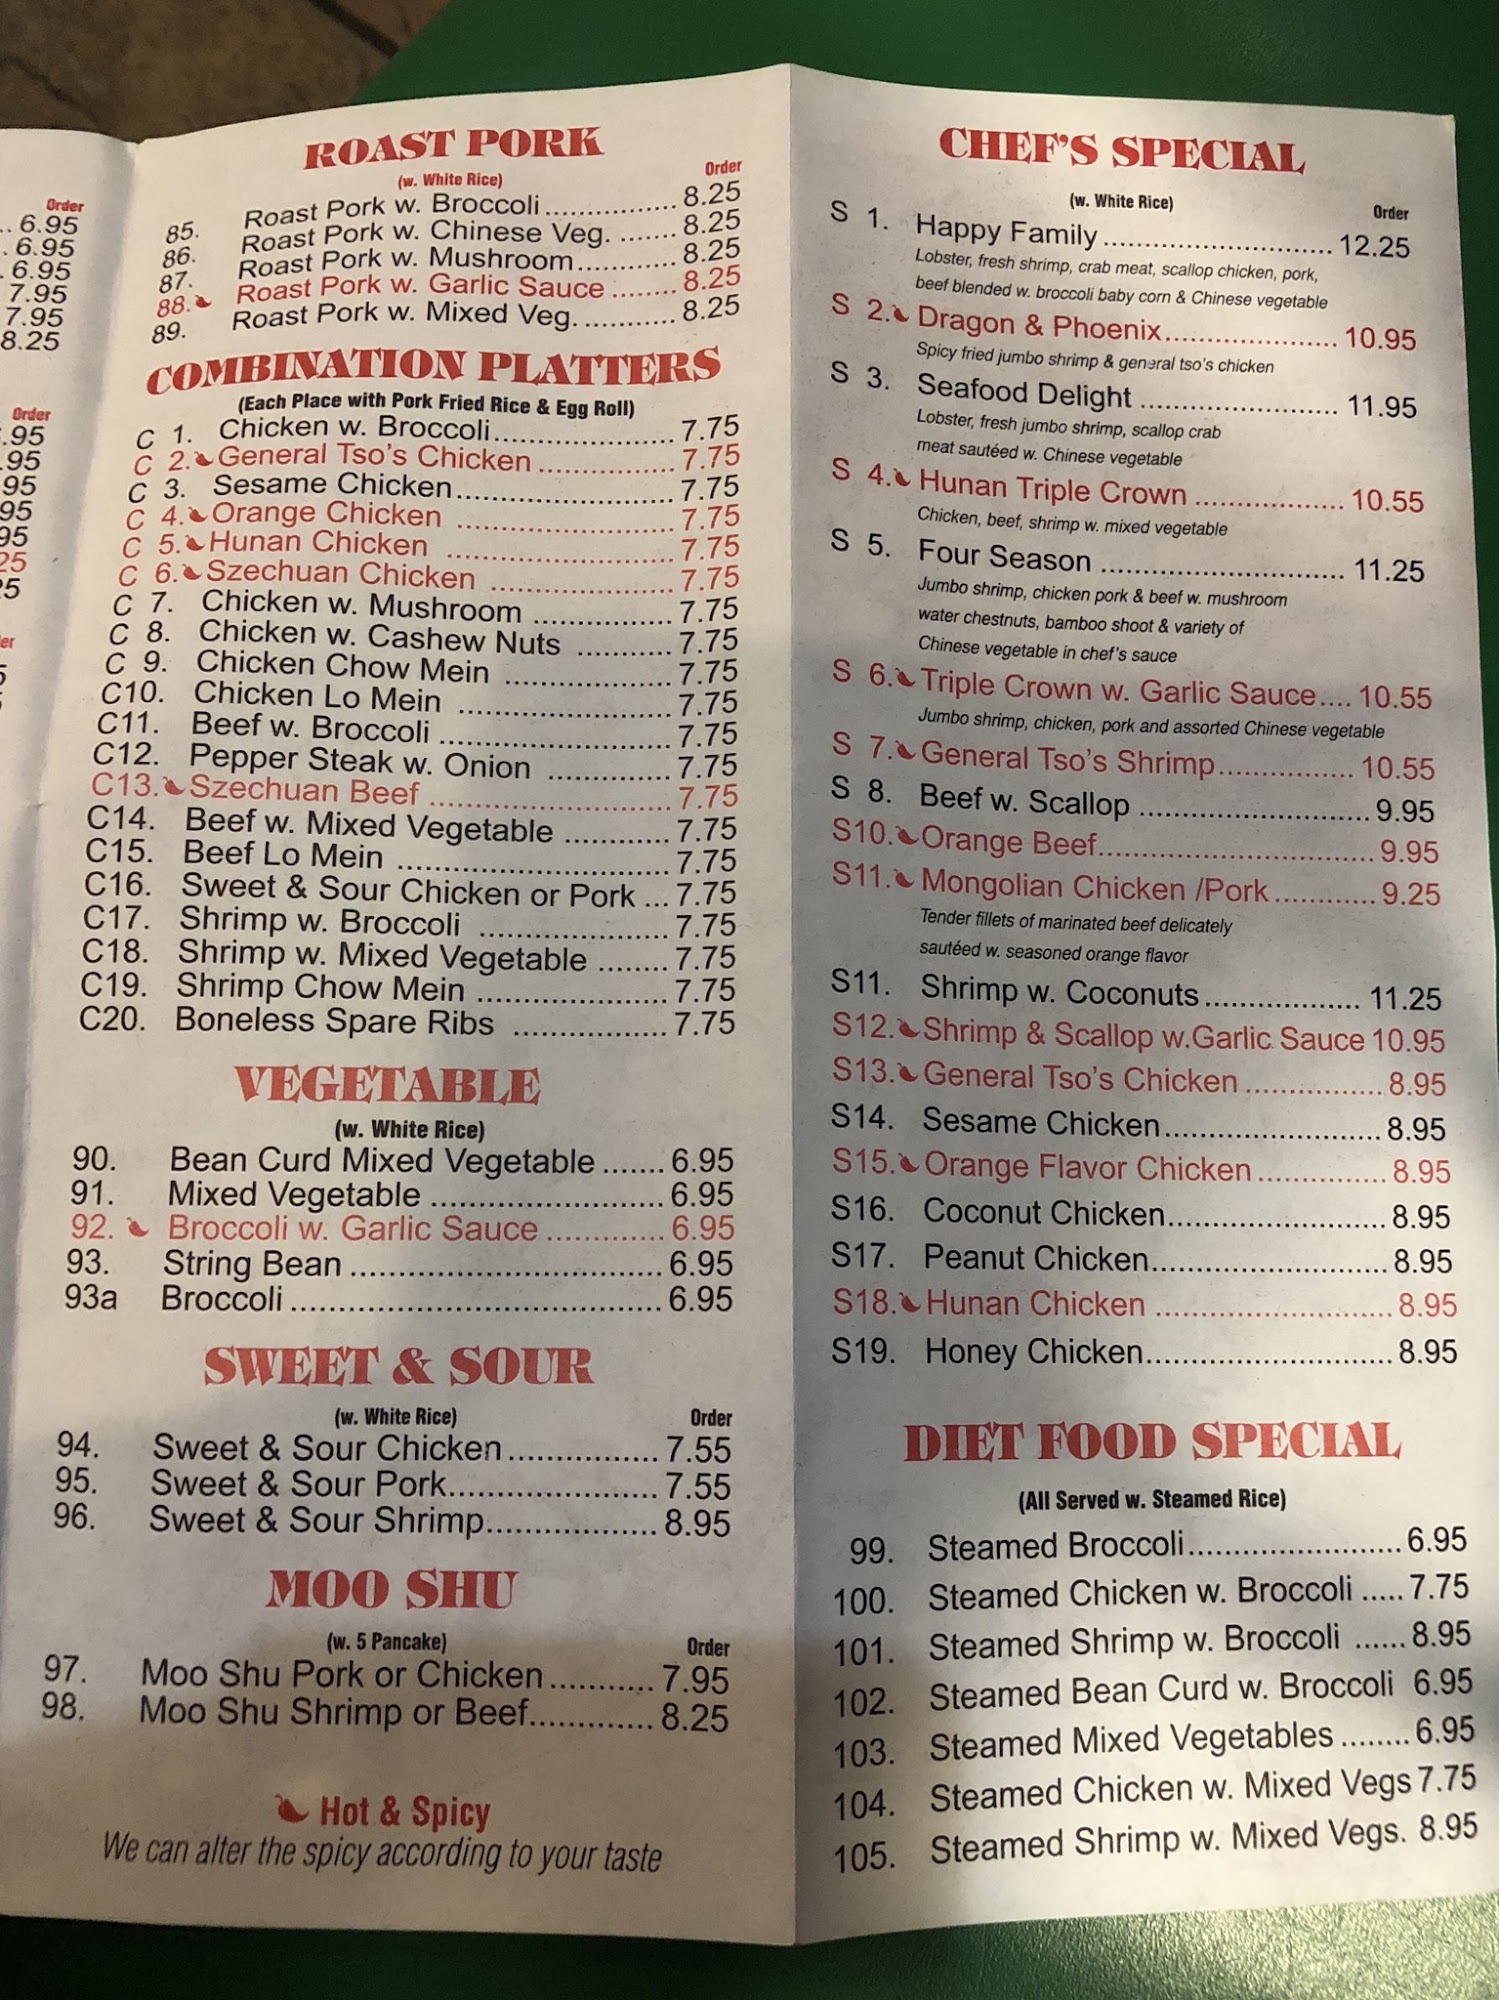 Order
6.95
6.95
6.95
7.95
7.95
8.25
Order
.95
.95
95
95
95
25
5
ROAST PORK
(w. White Rice)
Order
85. Roast Pork w. Broccoli................ 8.25
86. Roast Pork w. Chinese Veg. ....... 8.25
87. Roast Pork w. Mushroom............ 8.25
88. Roast Pork w. Garlic Sauce ........ 8.25
89. Roast Pork w. Mixed Veg. ........... 8.25
COMBINATION PLATTERS
(Each Place with Pork Fried Rice & Egg Roll)
C 1. Chicken w. Broccoli...................... 7.75
C 2. General Tso's Chicken ................. 7.75
C 3. Sesame Chicken........................... 7.75
C 4. Orange Chicken ........................... 7.75
C 5. Hunan Chicken ............................ 7.75
C 6. Szechuan Chicken ...................... 7.75
C 7. Chicken w. Mushroom ................. 7.75
C 8. Chicken w. Cashew Nuts ............ 7.75
C 9. Chicken Chow Mein .................... 7.75
C10. Chicken Lo Mein .......................... 7.75
C11. Beef w. Broccoli ............................ 7.75
C12. Pepper Steak w. Onion ............... 7.75
C13. Szechuan Beef .............................. 7.75
C14. Beef w. Mixed Vegetable ............. 7.75
C15. Beef Lo Mein ................................ 7.75
C16. Sweet & Sour Chicken or Pork ... 7.75
C17. Shrimp w. Broccoli ....................... 7.75
C18. Shrimp w. Mixed Vegetable ........ 7.75
C19. Shrimp Chow Mein ...................... 7.75
C20. Boneless Spare Ribs .................. 7.75
VEGETABLE
(w. White Rice)
90. Bean Curd Mixed Vegetable ....... 6.95
91. Mixed Vegetable .......................... 6.95
92. Broccoli w. Garlic Sauce ............. 6.95
93. String Bean .................................. 6.95
93a Broccoli ........................................ 6.95
SWEET & SOUR
(w. White Rice)
Order
94. Sweet & Sour Chicken ................. 7.55
95. Sweet & Sour Pork....................... 7.55
96. Sweet & Sour Shrimp................... 8.95
MOO SHU
(w. 5 Pancake)
Order
97. Moo Shu Pork or Chicken ........... 7.95
98. Moo Shu Shrimp or Beef............. 8.25
Hot & Spicy
We can alter the spicy according to your taste
CHEF'S SPECIAL
(w. White Rice)
Order
S 1. Happy Family ............................ 12.25
Lobster, fresh shrimp, crab meat, scallop chicken, pork,
beef blended w. broccoli baby corn & Chinese vegetable
S 2. Dragon & Phoenix..................... 10.95
Spicy fried jumbo shrimp & general tso's chicken
S 3. Seafood Delight ........................ 11.95
Lobster, fresh jumbo shrimp, scallop crab
meat sautéed w. Chinese vegetable
S 4. Hunan Triple Crown .................. 10.55
Chicken, beef, shrimp w. mixed vegetable
S 5. Four Season ............................. 11.25
Jumbo shrimp, chicken pork & beef w. mushroom
water chestnuts, bamboo shoot & variety of
Chinese vegetable in chef's sauce
S 6. Triple Crown w. Garlic Sauce.... 10.55
Jumbo shrimp, chicken, pork and assorted Chinese vegetable
S 7. General Tso's Shrimp................ 10.55
S 8. Beef w. Scallop ........................... 9.95
S10. Orange Beef................................ 9.95
S11. Mongolian Chicken /Pork ............ 9.25
Tender fillets of marinated beef delicately
sautéed w. seasoned orange flavor
S11. Shrimp w. Coconuts .................. 11.25
S12. Shrimp & Scallop w.Garlic Sauce 10.95
S13. General Tso's Chicken ................ 8.95
S14. Sesame Chicken......................... 8.95
S15. Orange Flavor Chicken ............... 8.95
S16. Coconut Chicken......................... 8.95
S17. Peanut Chicken........................... 8.95
S18. Hunan Chicken ........................... 8.95
S19. Honey Chicken............................ 8.95
DIET FOOD SPECIAL
(All Served w. Steamed Rice)
99. Steamed Broccoli........................ 6.95
100. Steamed Chicken w. Broccoli ..... 7.75
101. Steamed Shrimp w. Broccoli ...... 8.95
102. Steamed Bean Curd w. Broccoli 6.95
103. Steamed Mixed Vegetables ........ 6.95
104. Steamed Chicken w. Mixed Vegs 7.75
105. Steamed Shrimp w. Mixed Vegs. 8.95